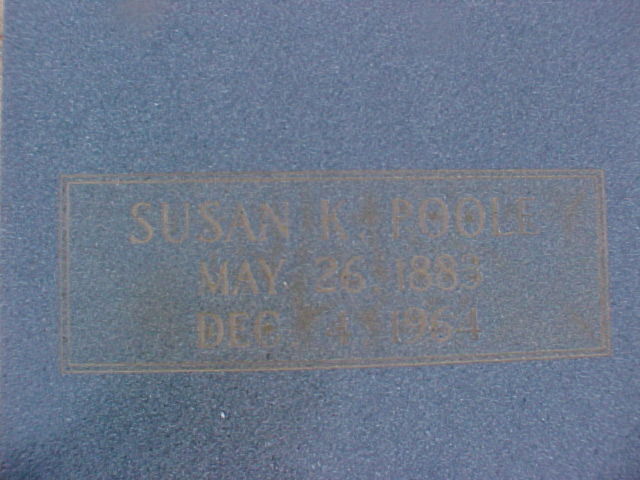 SUSAN K. POOLE
MAY 26, 1883
DEC 4, 1964